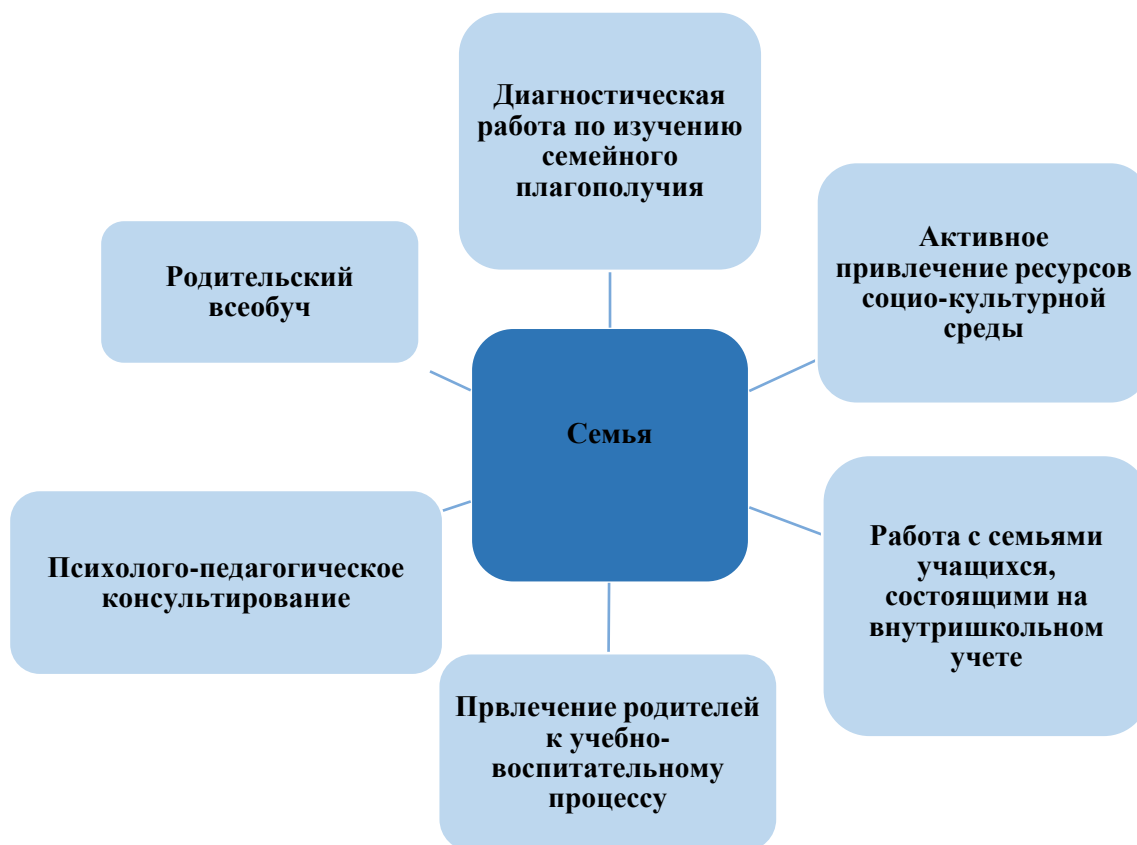 Диагностическая
работа по изучению
семейного
плагополучия
Активное
привлечение ресурсов
социо-культурной
среды
Родительский
всеобуч
Семья
Психолого-педагогическое
консультирование
Работа с семьями
учащихся,
состоящими на
внутришкольном
учете
Првлечение родителей
к учебно-
воспитательному
процессу